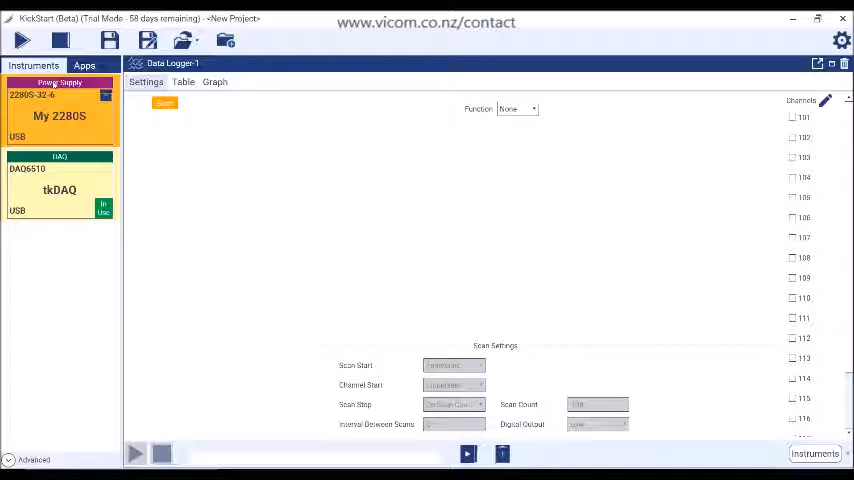 KickStart (Beta) (Trial Mode - 58 days remaining) - <New Project>
www.vicom.co.nz/contact
Instruments Apps
Data Logger-1
Settings Table Graph
Power Supply
2280S-32-6
My 2280S
USB
DAQ
DAQ6510
tkDAQ
USB
In Use
Scan
Function None
Channels
101
102
103
104
105
106
107
108
109
110
111
112
113
114
115
116
Scan Settings
Scan Start Immediate
Channel Start
Scan Stop Scan Count
Interval Between Scans Digital Output
Advanced
Instruments